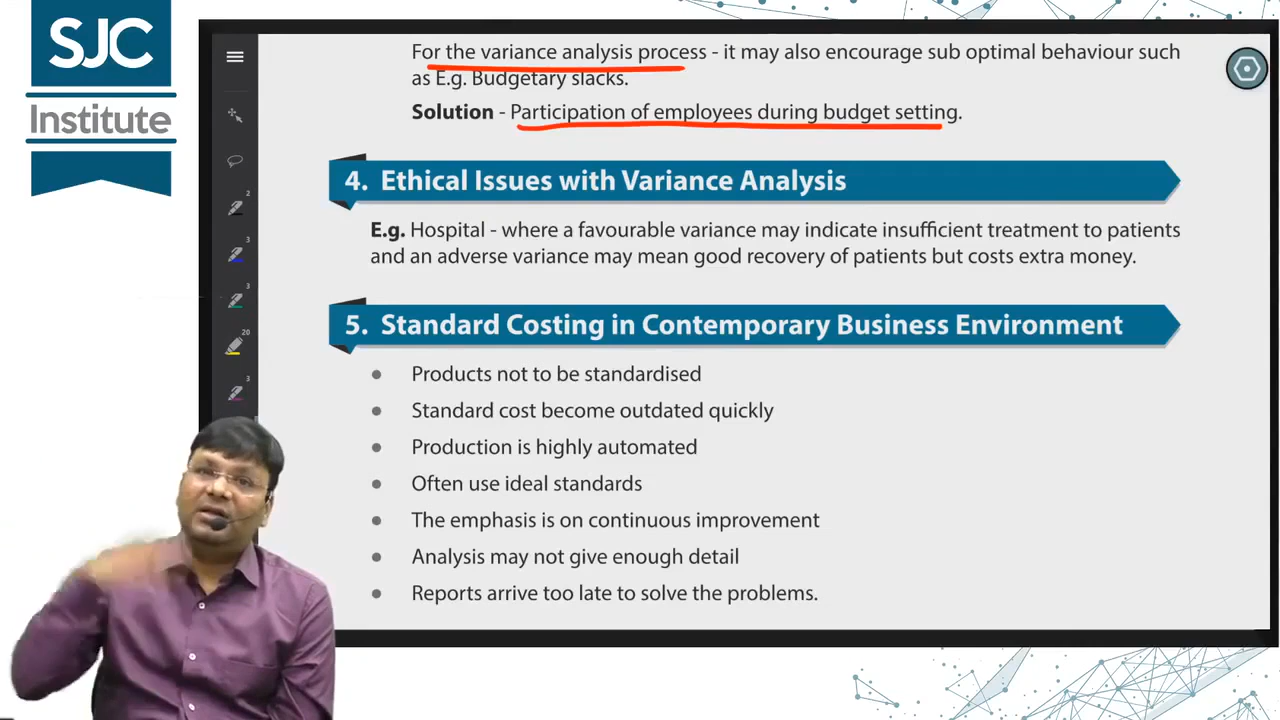 SJC
Institute
For the variance analysis process - it may also encourage sub optimal behaviour such
as E.g. Budgetary slacks.
Solution - Participation of employees during budget setting.
4. Ethical Issues with Variance Analysis
E.g. Hospital - where a favourable variance may indicate insufficient treatment to patients
and an adverse variance may mean good recovery of patients but costs extra money.
5. Standard Costing in Contemporary Business Environment
• Products not to be standardised
• Standard cost become outdated quickly
• Production is highly automated
• Often use ideal standards
• The emphasis is on continuous improvement
• Analysis may not give enough detail
• Reports arrive too late to solve the problems.
2
3
3
20
3